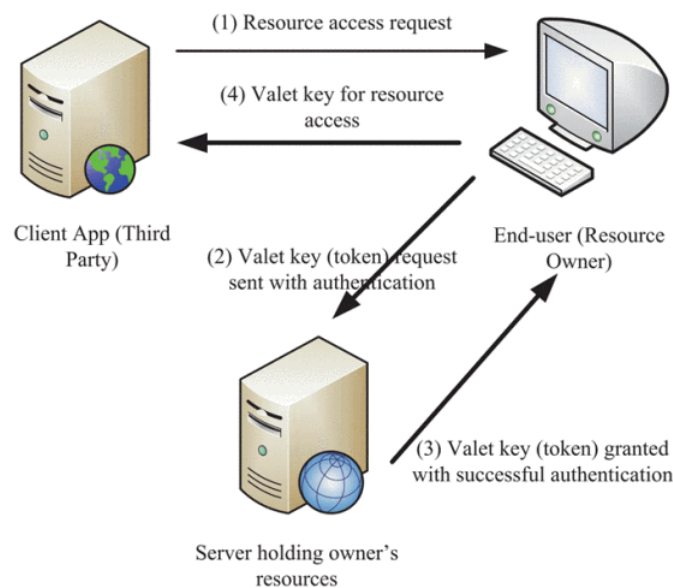 (1) Resource access request
(4) Valet key for resource
access
Client App (Third
Party)
End-user (Resource
Owner)
(2) Valet key (token) request
sent with authentication
(3) Valet key (token) granted
with successful authentication
Server holding owner's
resources